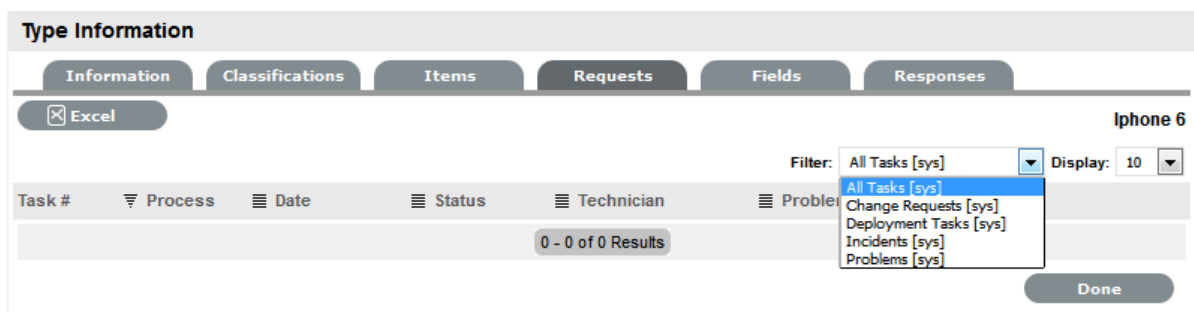 Type Information
Information Classifications Items Requests Fields Responses
Excel
Iphone 6
Filter: All Tasks [sys] Display: 10
All Tasks [sys]
Change Requests [sys]
Deployment Tasks [sys]
Incidents [sys]
Problems [sys]
Task # Process Date Status Technician
0 - 0 of 0 Results
Done